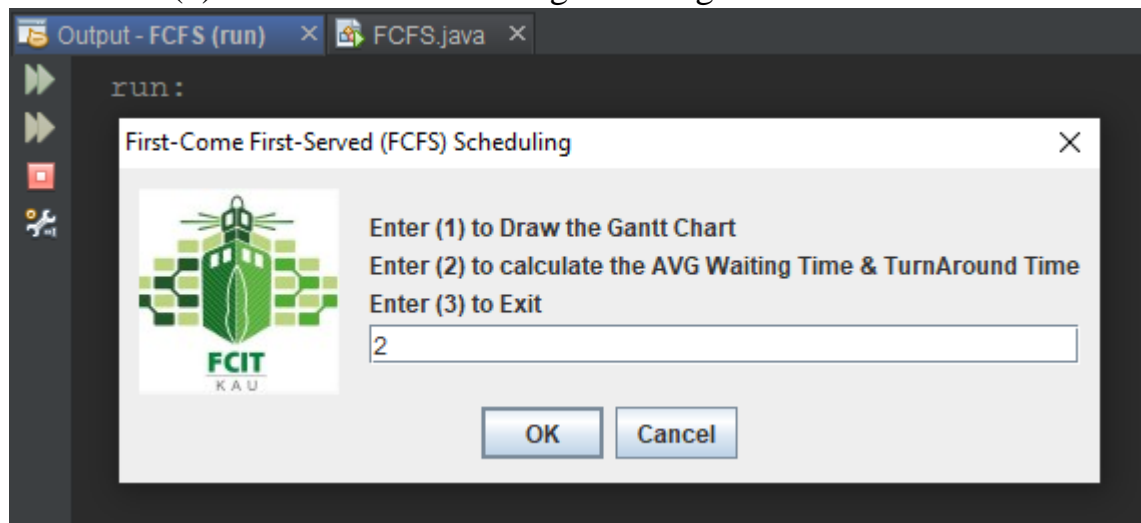 Output - FCFS (run) × FCFS.java ×
run:
First-Come First-Served (FCFS) Scheduling
Enter (1) to Draw the Gantt Chart
Enter (2) to calculate the AVG Waiting Time & TurnAround Time
Enter (3) to Exit
2
FCIT
KAU
OK Cancel